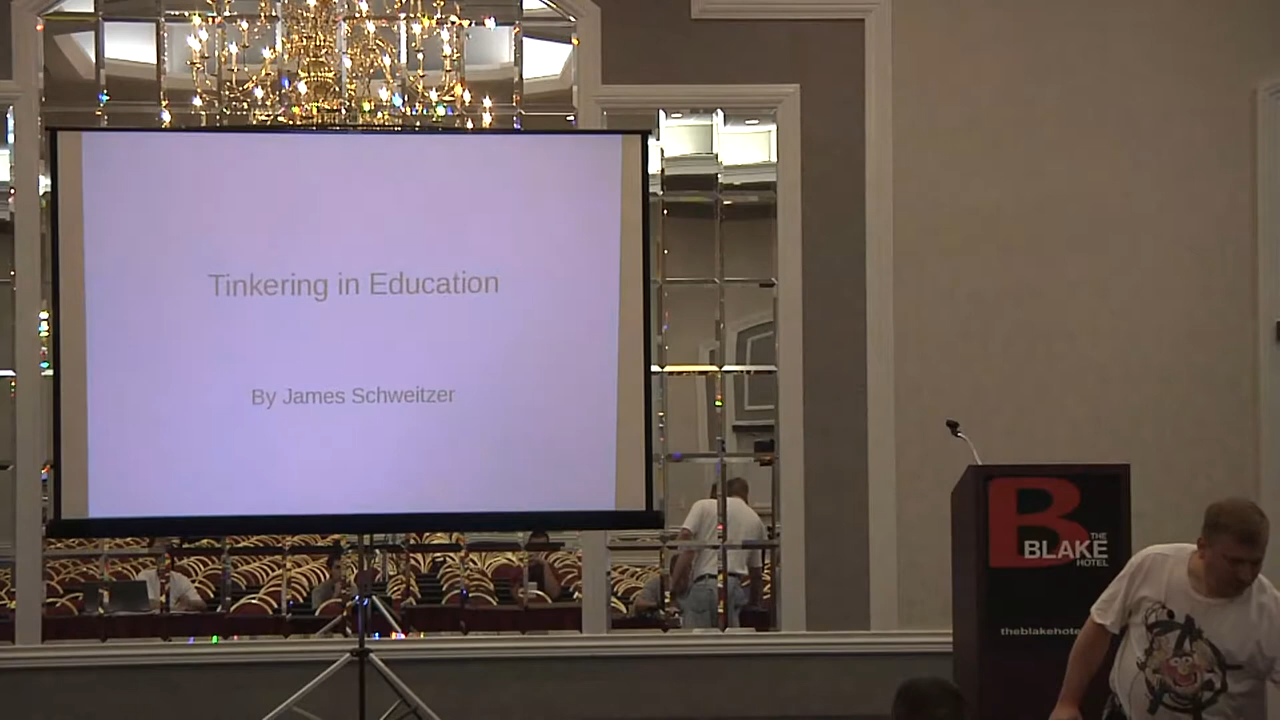 Tinkering in Education
By James Schweitzer
B
THE
BLAKE
HOTEL
theblakehote